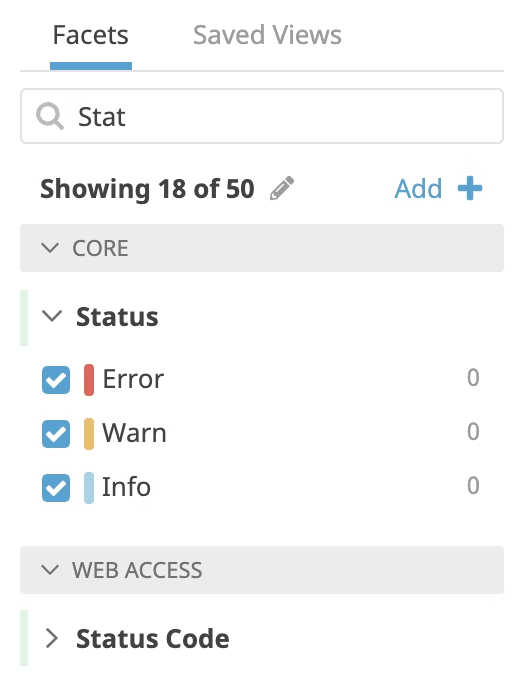 Facets Saved Views
Stat
Showing 18 of 50 Add
CORE
Status
Error 0
Warn 0
Info 0
WEB ACCESS
Status Code